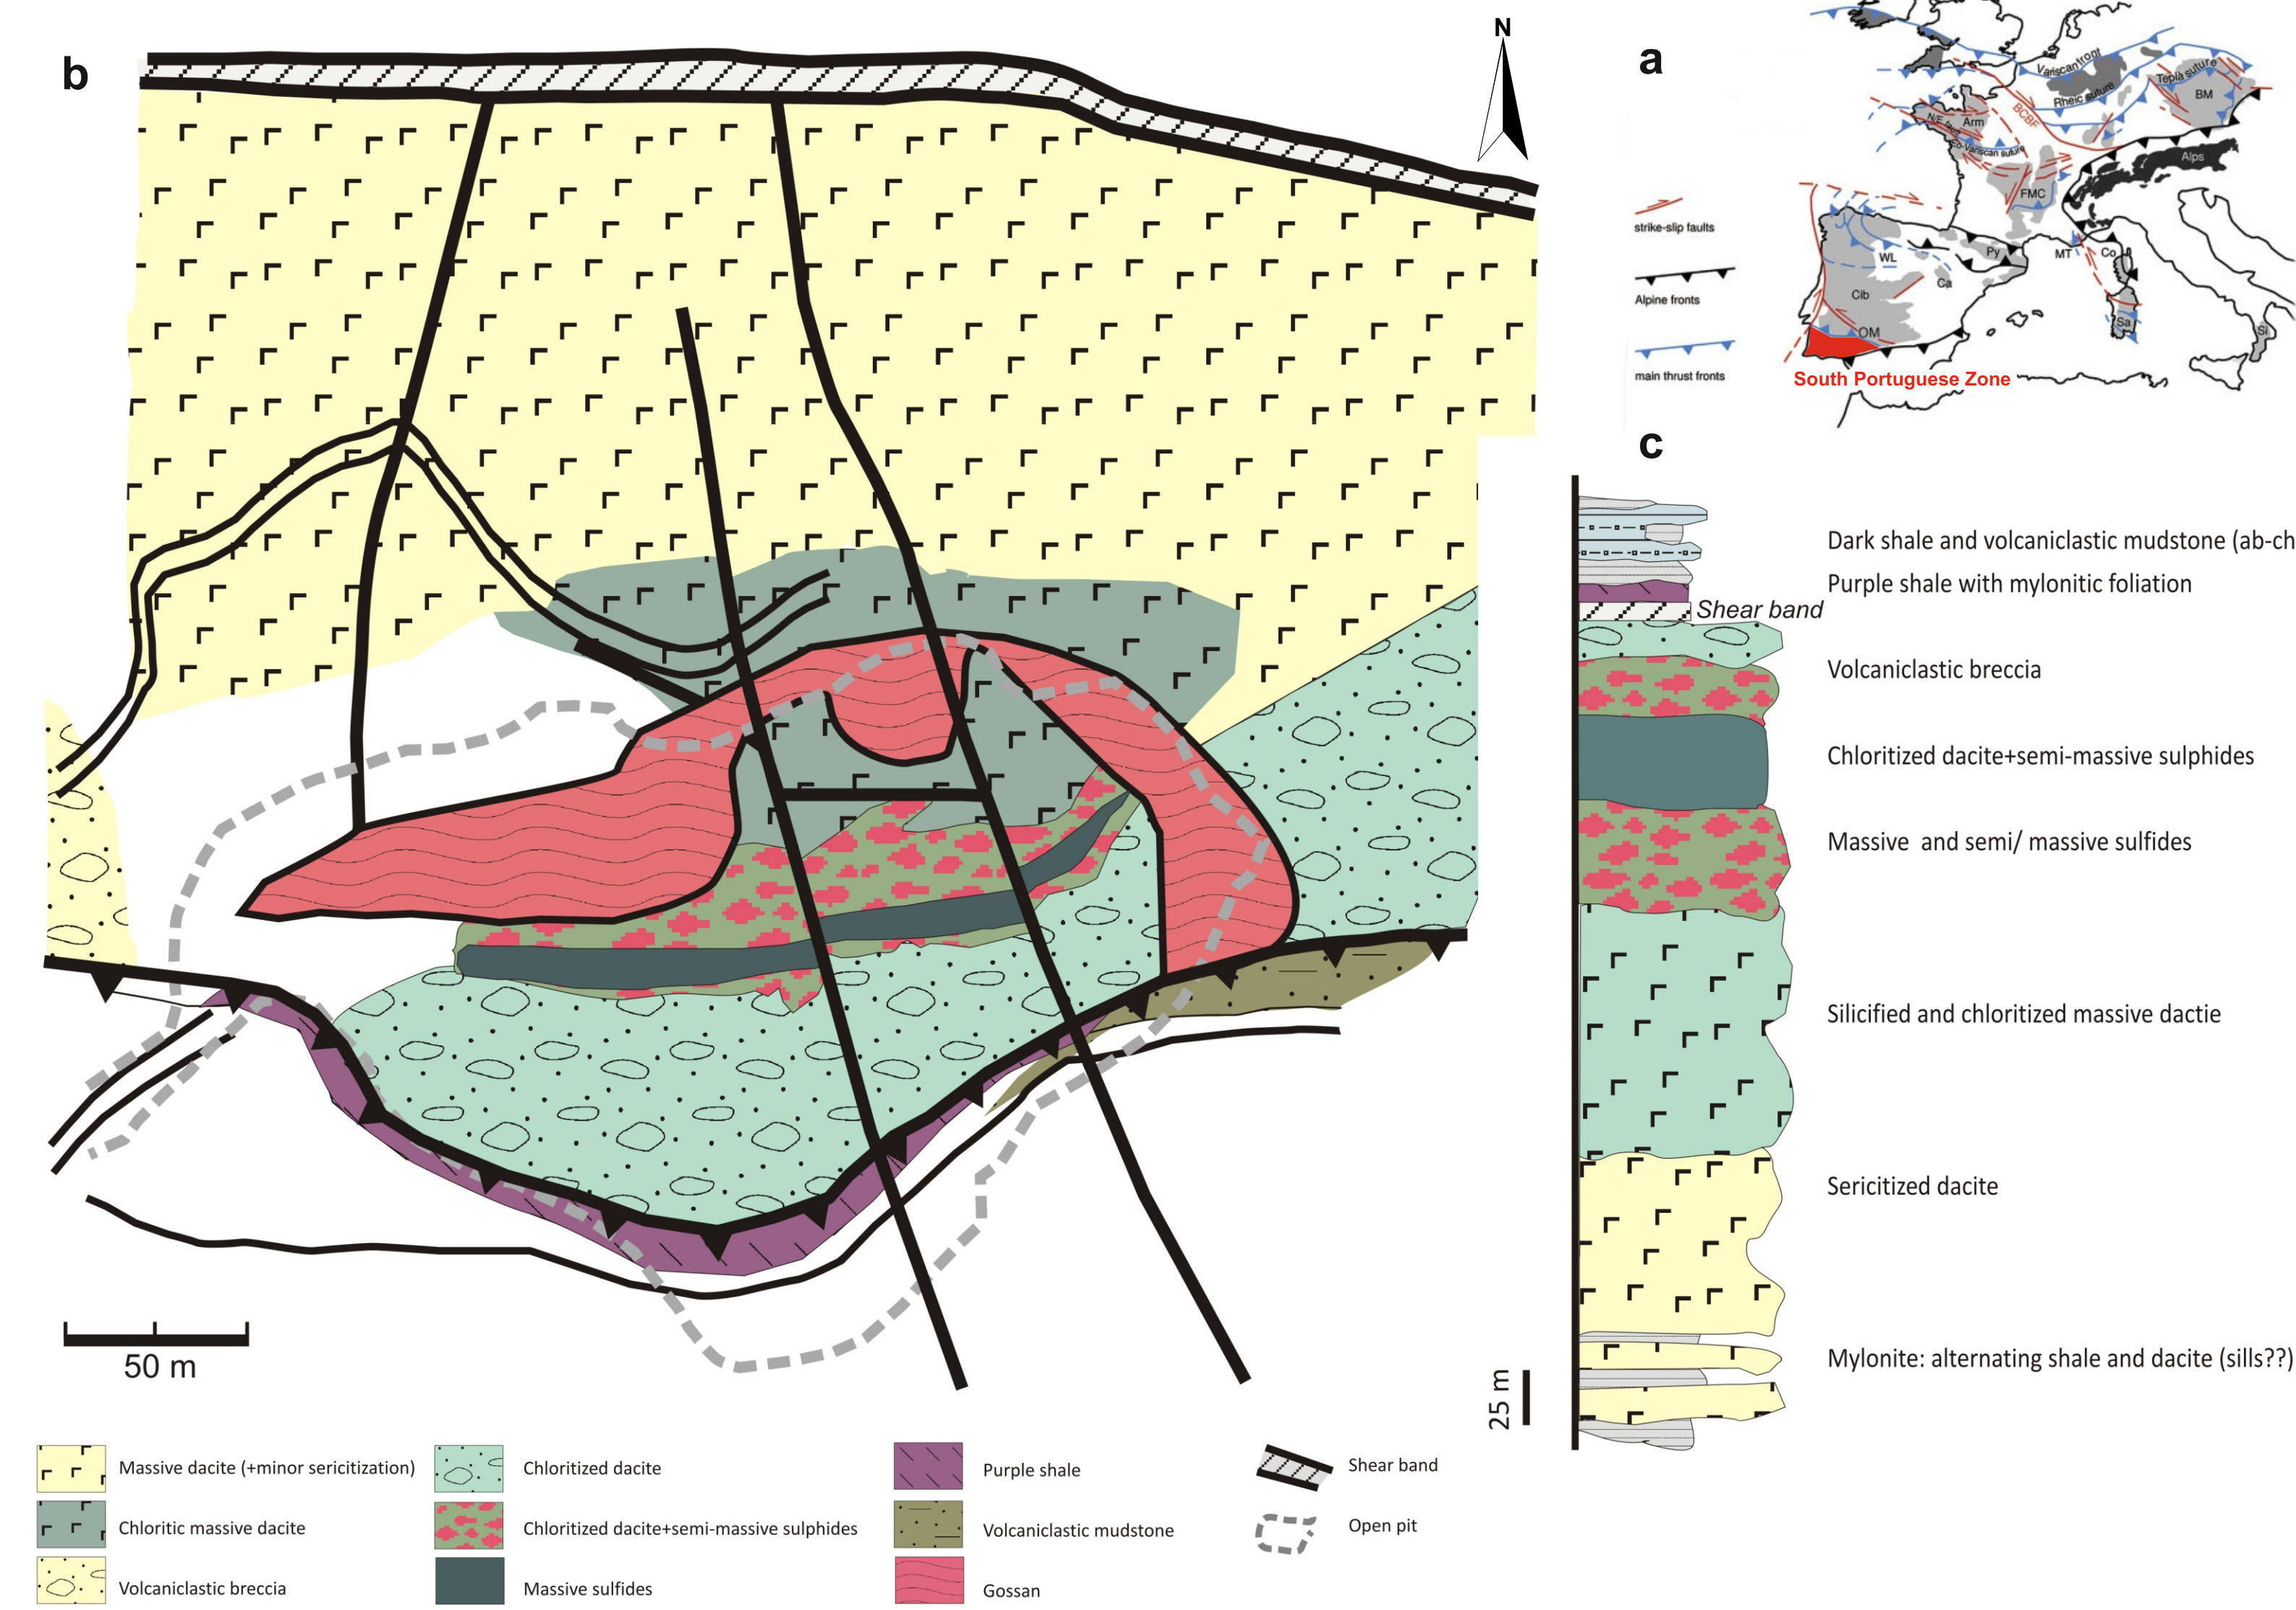 b
N
a
Variscan front
Rheic suture
Tepla suture
BM
BCBF
Arm
Eo-Variscan suture
Alps
FMC
strike-slip faults
Alpine fronts
main thrust fronts
WL
Py
MT
Co
Ca
Cib
Sa
OM
Si
South Portuguese Zone
c
Dark shale and volcaniclastic mudstone (ab-ch
Purple shale with mylonitic foliation
Shear band
Volcaniclastic breccia
Chloritized dacite+semi-massive sulphides
Massive and semi/ massive sulfides
Silicified and chloritized massive dactie
Sericitized dacite
Mylonite: alternating shale and dacite (sills??)
25 m
50 m
Massive dacite (+minor sericitization)
Chloritic massive dacite
Volcaniclastic breccia
Chloritized dacite
Chloritized dacite+semi-massive sulphides
Massive sulfides
Purple shale
Volcaniclastic mudstone
Gossan
Shear band
Open pit